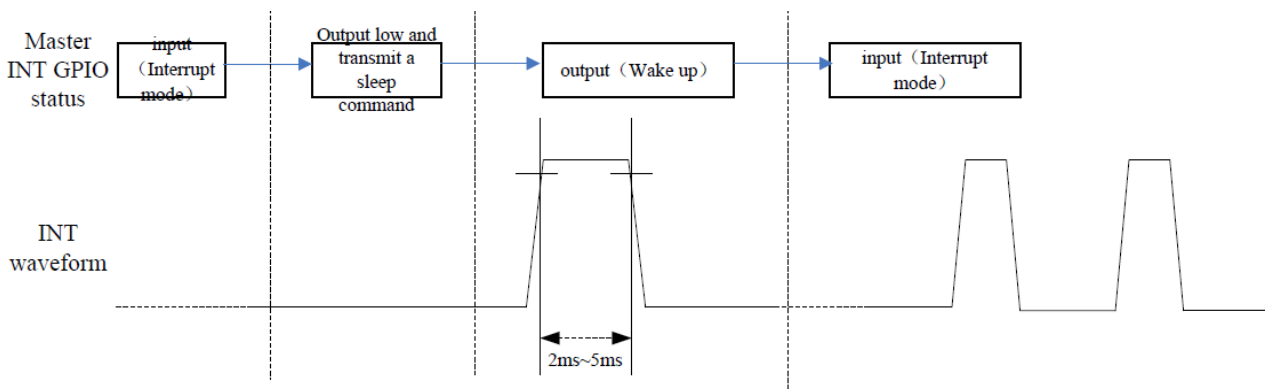 Master
INT GPIO
status
input
（Interrupt
mode）
Output low and
transmit a
sleep
command
output（Wake up）
input（Interrupt
mode）
INT
waveform
2ms~5ms